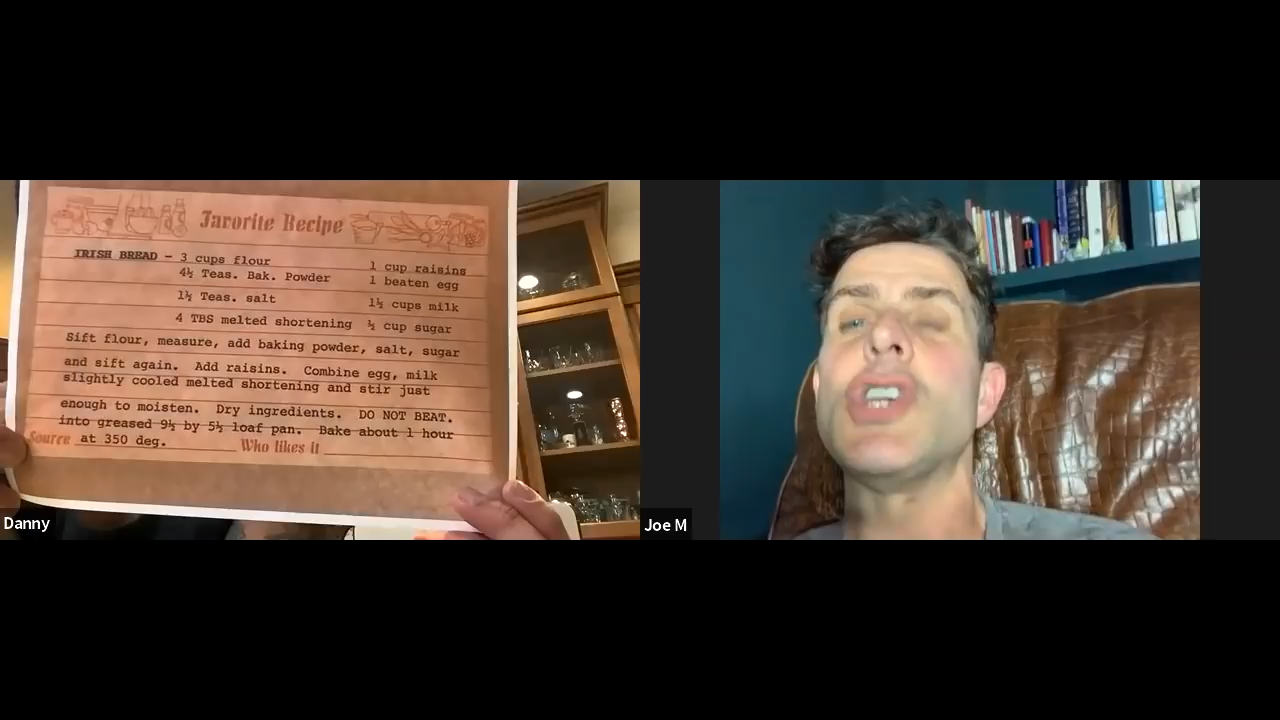 Favorite Recipe
IRISH BREAD - 3 cups flour 1 cup raisins
4½ Teas. Bak. Powder 1 beaten egg
1½ Teas. salt 1½ cups milk
4 TBS melted shortening ½ cup sugar
Sift flour, measure, add baking powder, salt, sugar
and sift again. Add raisins. Combine egg, milk
slightly cooled melted shortening and stir just
enough to moisten. Dry ingredients. DO NOT BEAT.
into greased 9½ by 5½ loaf pan. Bake about 1 hour
Source at 350 deg. Who likes it
Danny
Joe M